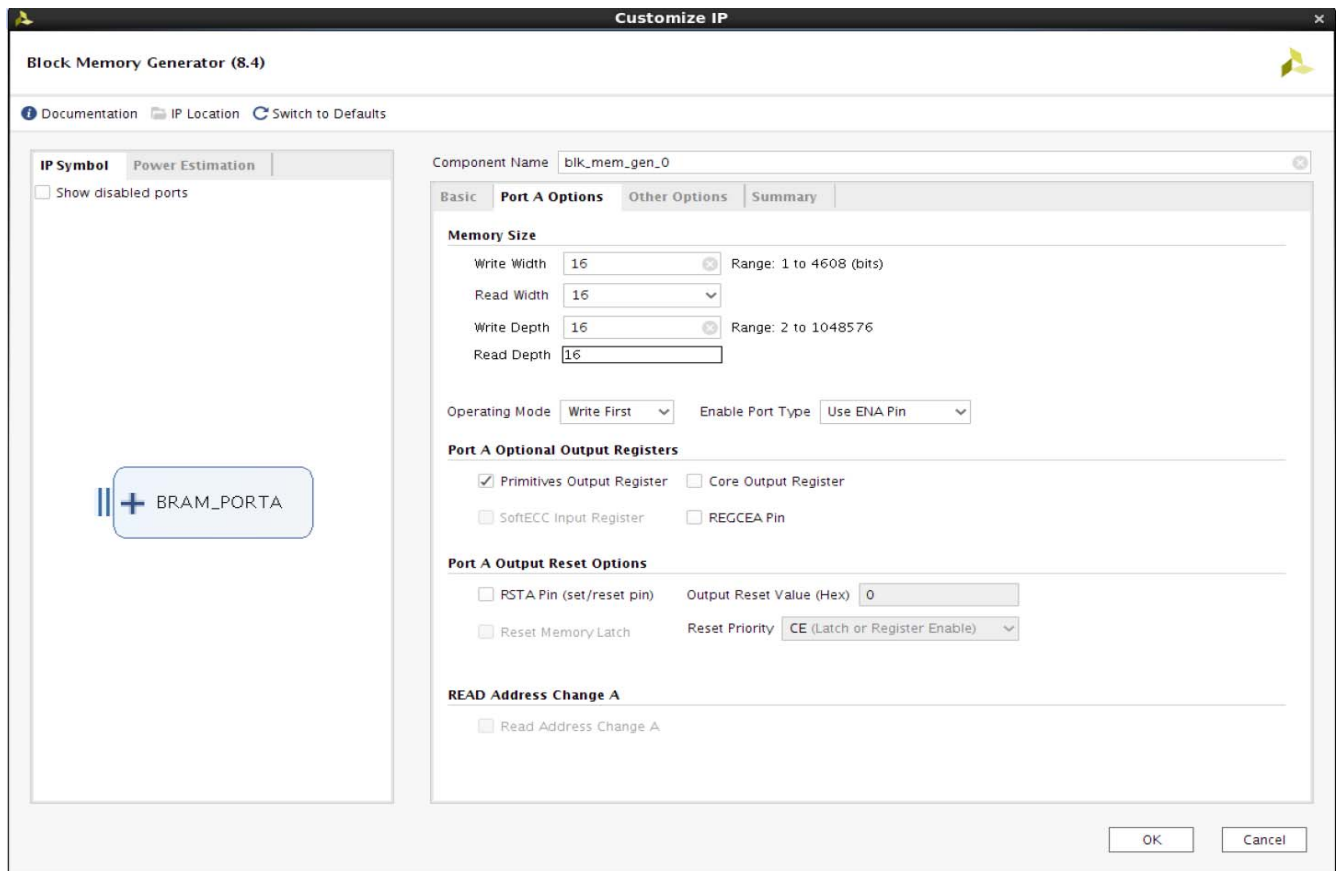 Customize IP
Block Memory Generator (8.4)
Documentation IP Location Switch to Defaults
IP Symbol Power Estimation
Show disabled ports
BRAM_PORTA
Component Name blk_mem_gen_0
Basic Port A Options Other Options Summary
Memory Size
Write Width 16 Range: 1 to 4608 (bits)
Read Width 16
Write Depth 16 Range: 2 to 1048576
Read Depth 16
Operating Mode Write First Enable Port Type Use ENA Pin
Port A Optional Output Registers
Primitives Output Register Core Output Register
SoftECC Input Register REGCEA Pin
Port A Output Reset Options
RSTA Pin (set/reset pin) Output Reset Value (Hex) 0
Reset Memory Latch Reset Priority CE (Latch or Register Enable)
READ Address Change A
Read Address Change A
OK Cancel